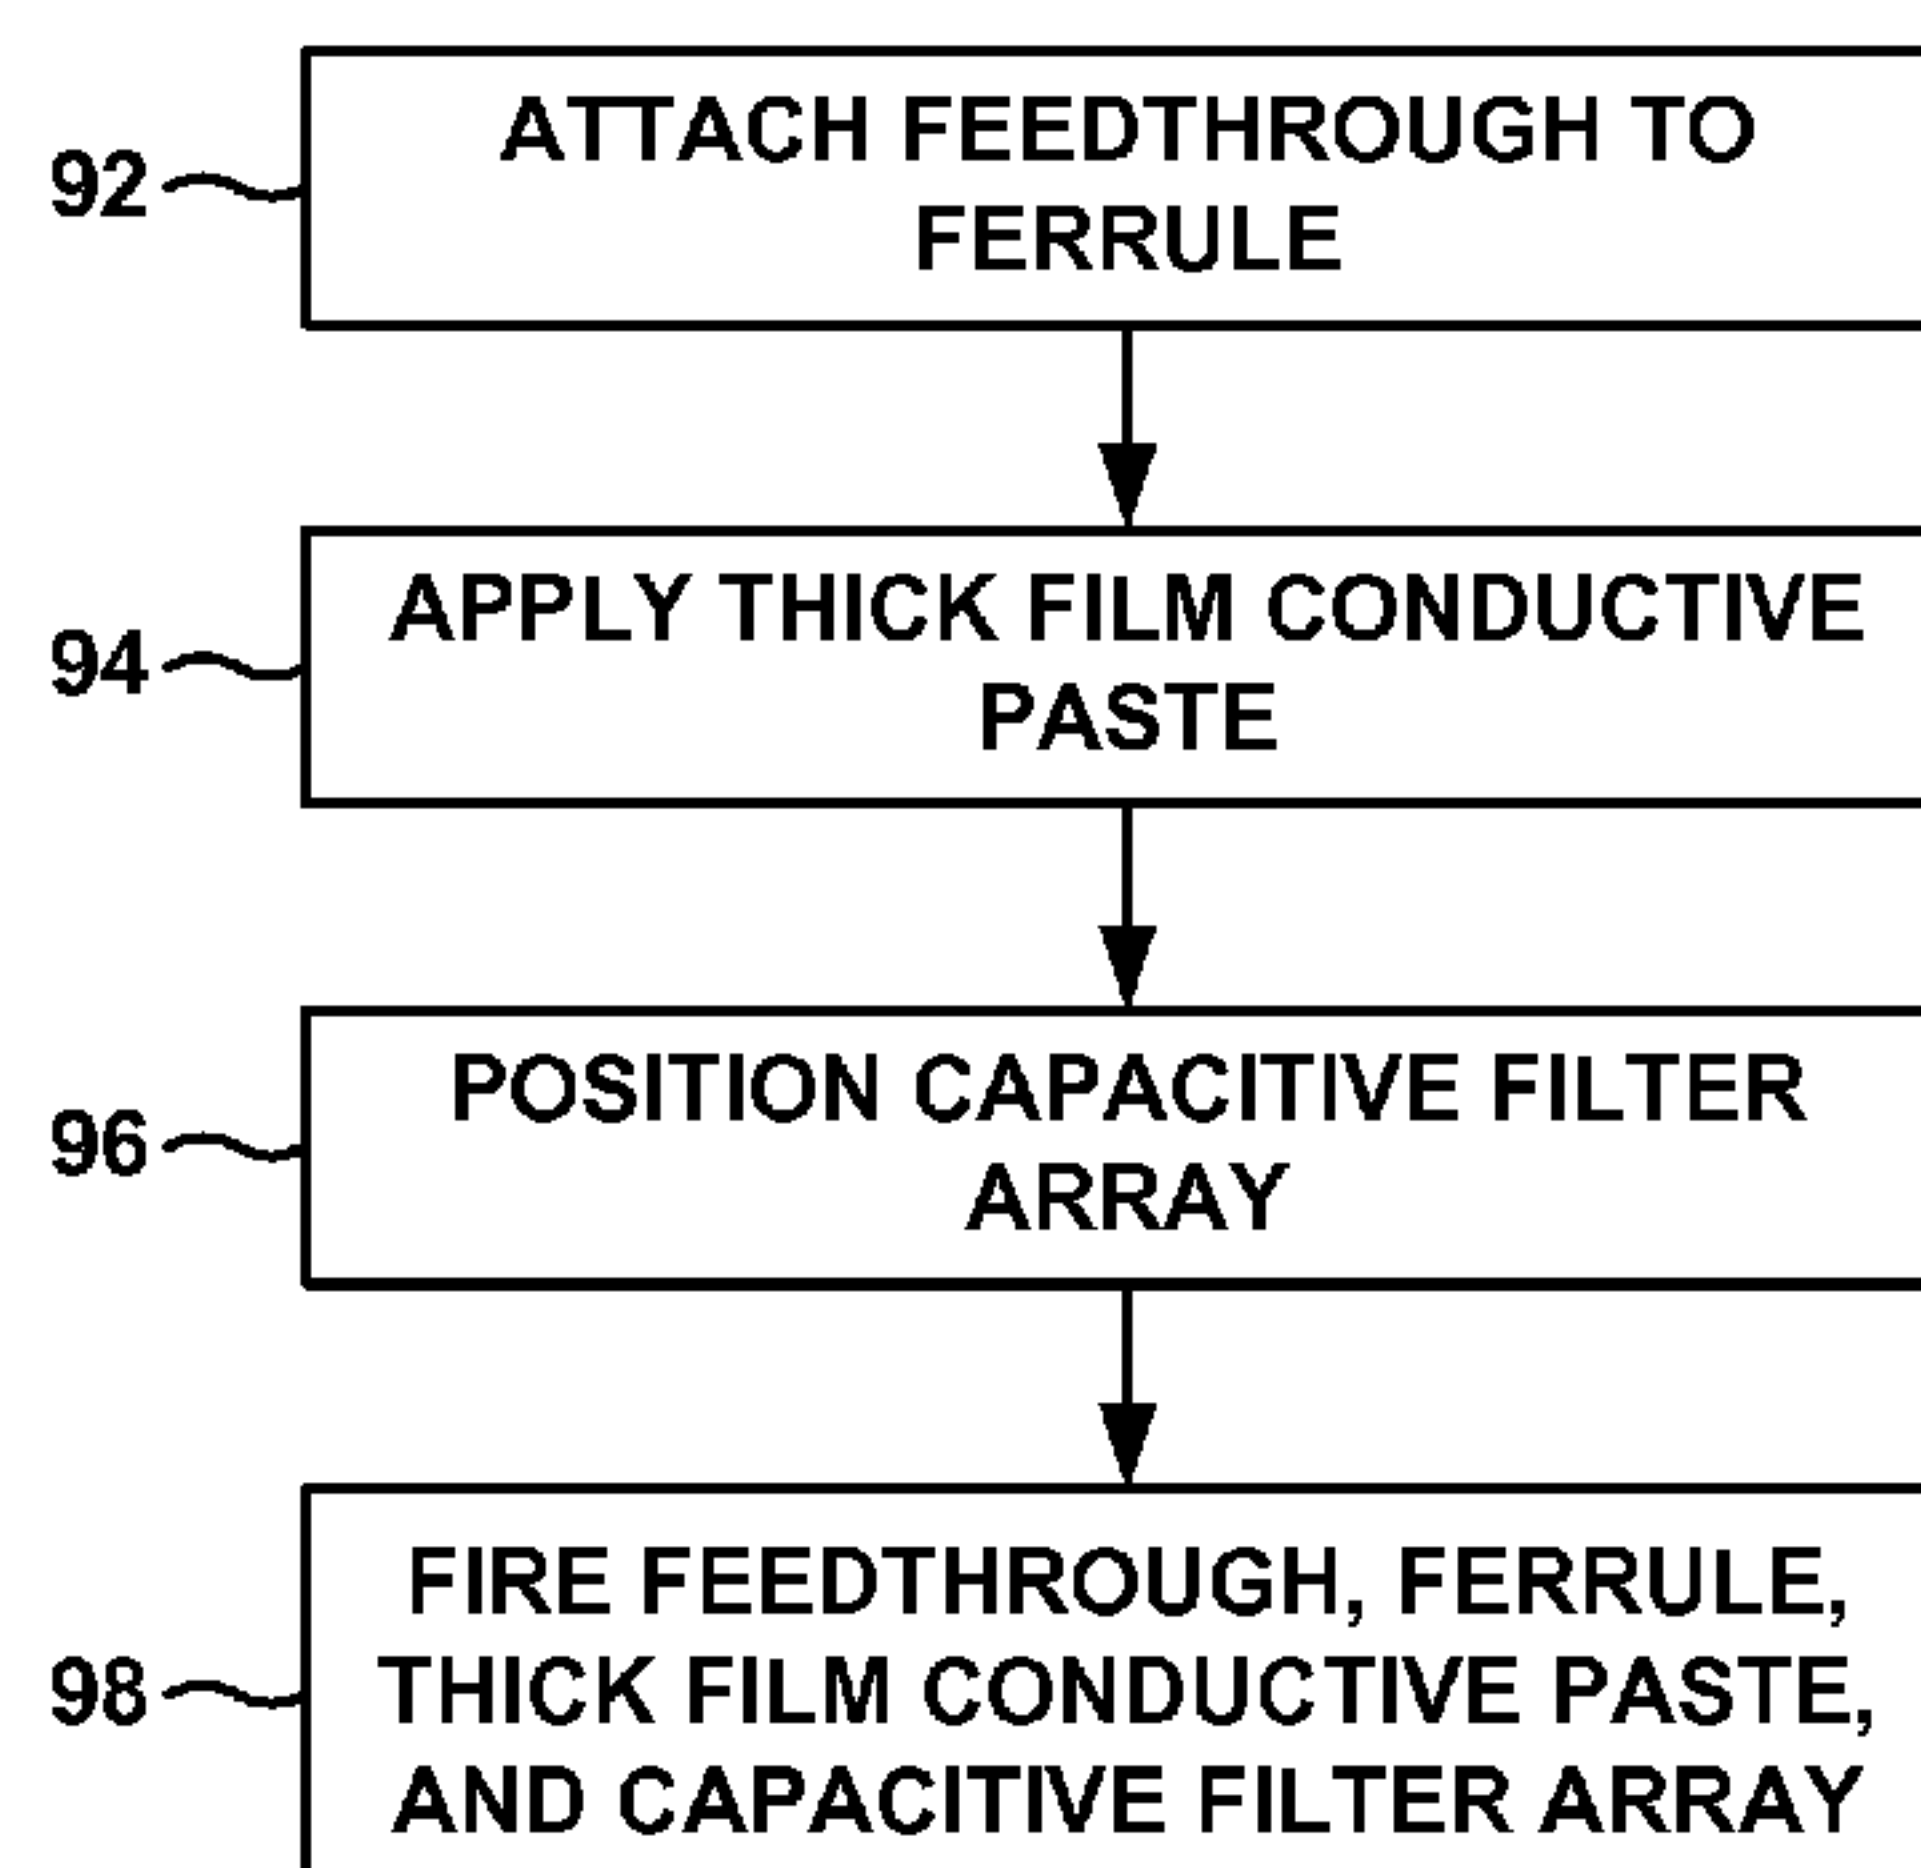 92
ATTACH FEEDTHROUGH TO
FERRULE
94
APPLY THICK FILM CONDUCTIVE
PASTE
96
POSITION CAPACITIVE FILTER
ARRAY
98
FIRE FEEDTHROUGH, FERRULE,
THICK FILM CONDUCTIVE PASTE,
AND CAPACITIVE FILTER ARRAY